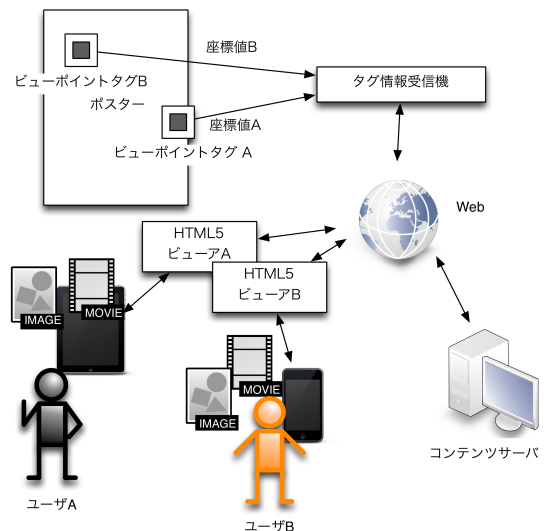 座標値B
ビューポイントタグB
ポスター
タグ情報受信機
座標値A
ビューポイントタグ A
Web
HTML5
ビューアA
HTML5
ビューアB
IMAGE
MOVIE
IMAGE
MOVIE
コンテンツサーバ
ユーザA
ユーザB